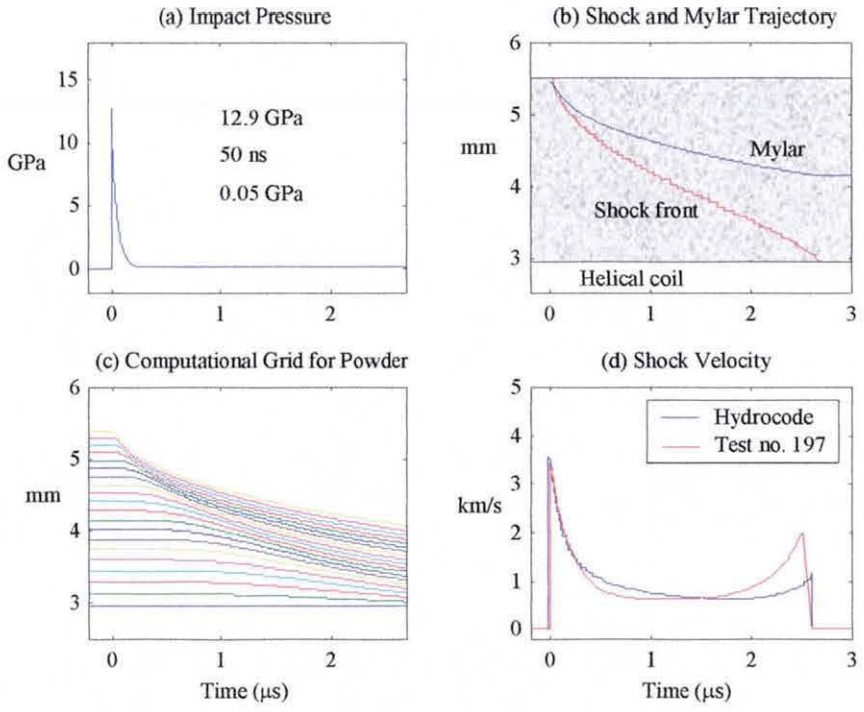 (a) Impact Pressure
15
10
5
0
GPa
12.9 GPa
50 ns
0.05 GPa
0 1 2
(b) Shock and Mylar Trajectory
6
5
4
3
mm
Mylar
Shock front
Helical coil
0 1 2 3
(c) Computational Grid for Powder
6
5
4
3
mm
0 1 2
Time (μs)
(d) Shock Velocity
5
4
3
2
1
0
km/s
Hydrocode
Test no. 197
0 1 2 3
Time (μs)